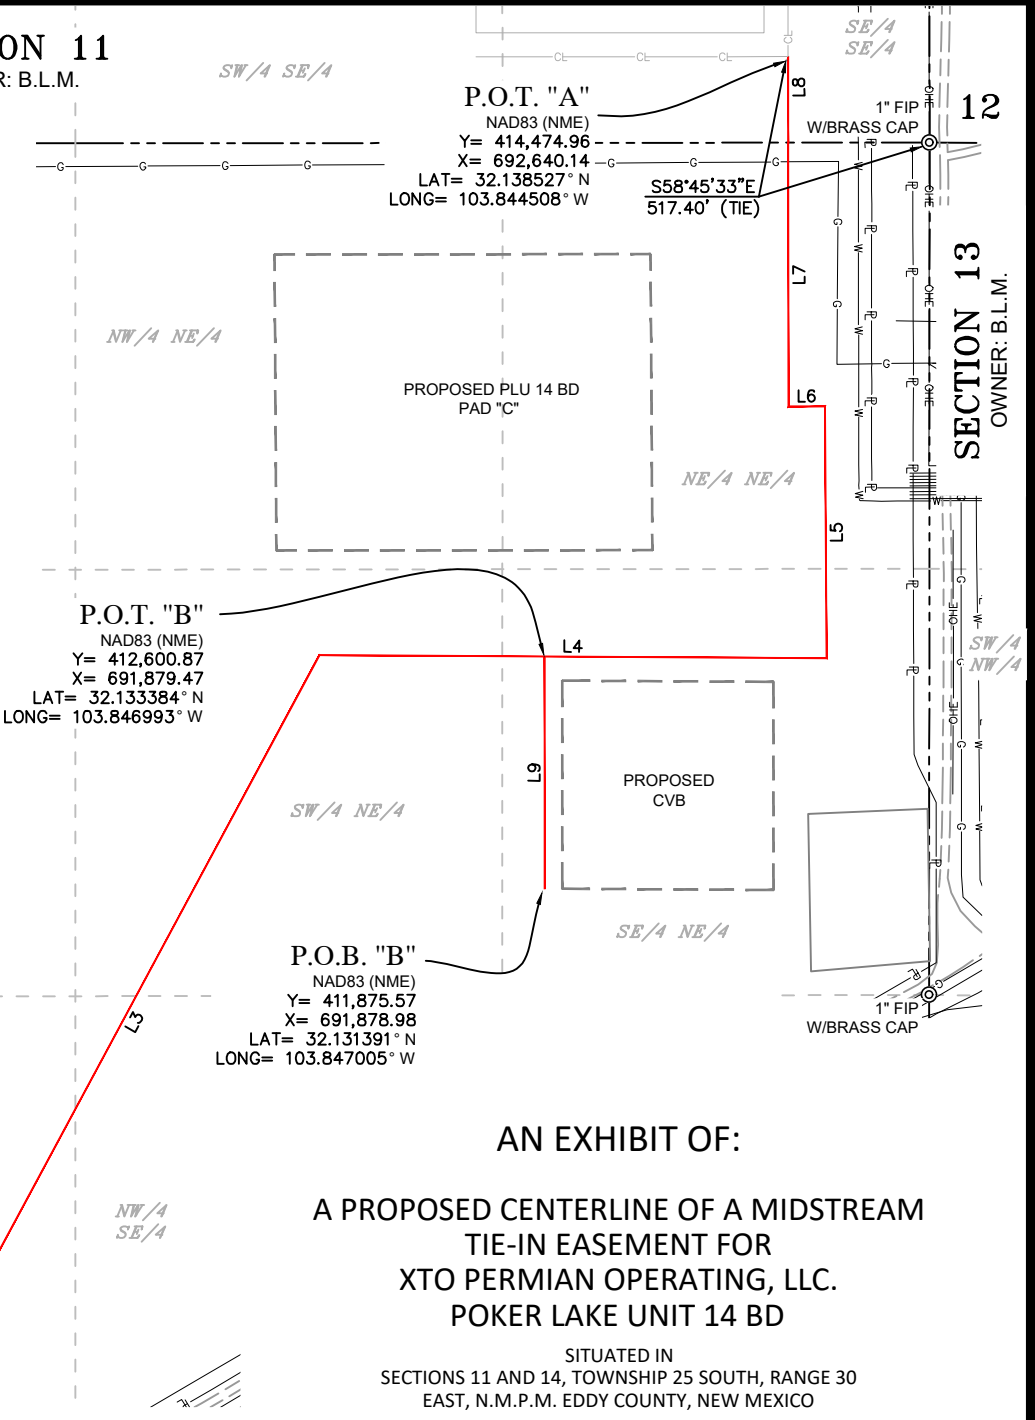 ON 11
R: B.L.M.
SW/4 SE/4
SE/4
SE/4
CL CL CL
CL
L8
P.O.T. "A"
NAD83 (NME)
Y= 414,474.96
X= 692,640.14
LAT= 32.138527° N
LONG= 103.844508° W
1" FIP
W/BRASS CAP
12
S58°45'33"E
517.40' (TIE)
G G G G
G G G
L7
SECTION 13
OWNER: B.L.M.
NW/4 NE/4
PROPOSED PLU 14 BD
PAD "C"
L6
NE/4 NE/4
L5
P.O.T. "B"
NAD83 (NME)
Y= 412,600.87
X= 691,879.47
LAT= 32.133384° N
LONG= 103.846993° W
L4
SW/4
NW/4
OHE
OHE
L9
PROPOSED
CVB
SW/4 NE/4
SE/4 NE/4
P.O.B. "B"
NAD83 (NME)
Y= 411,875.57
X= 691,878.98
LAT= 32.131391° N
LONG= 103.847005° W
L3
1" FIP
W/BRASS CAP
AN EXHIBIT OF:
A PROPOSED CENTERLINE OF A MIDSTREAM
TIE-IN EASEMENT FOR
XTO PERMIAN OPERATING, LLC.
POKER LAKE UNIT 14 BD
NW/4
SE/4
SITUATED IN
SECTIONS 11 AND 14, TOWNSHIP 25 SOUTH, RANGE 30
EAST, N.M.P.M. EDDY COUNTY, NEW MEXICO